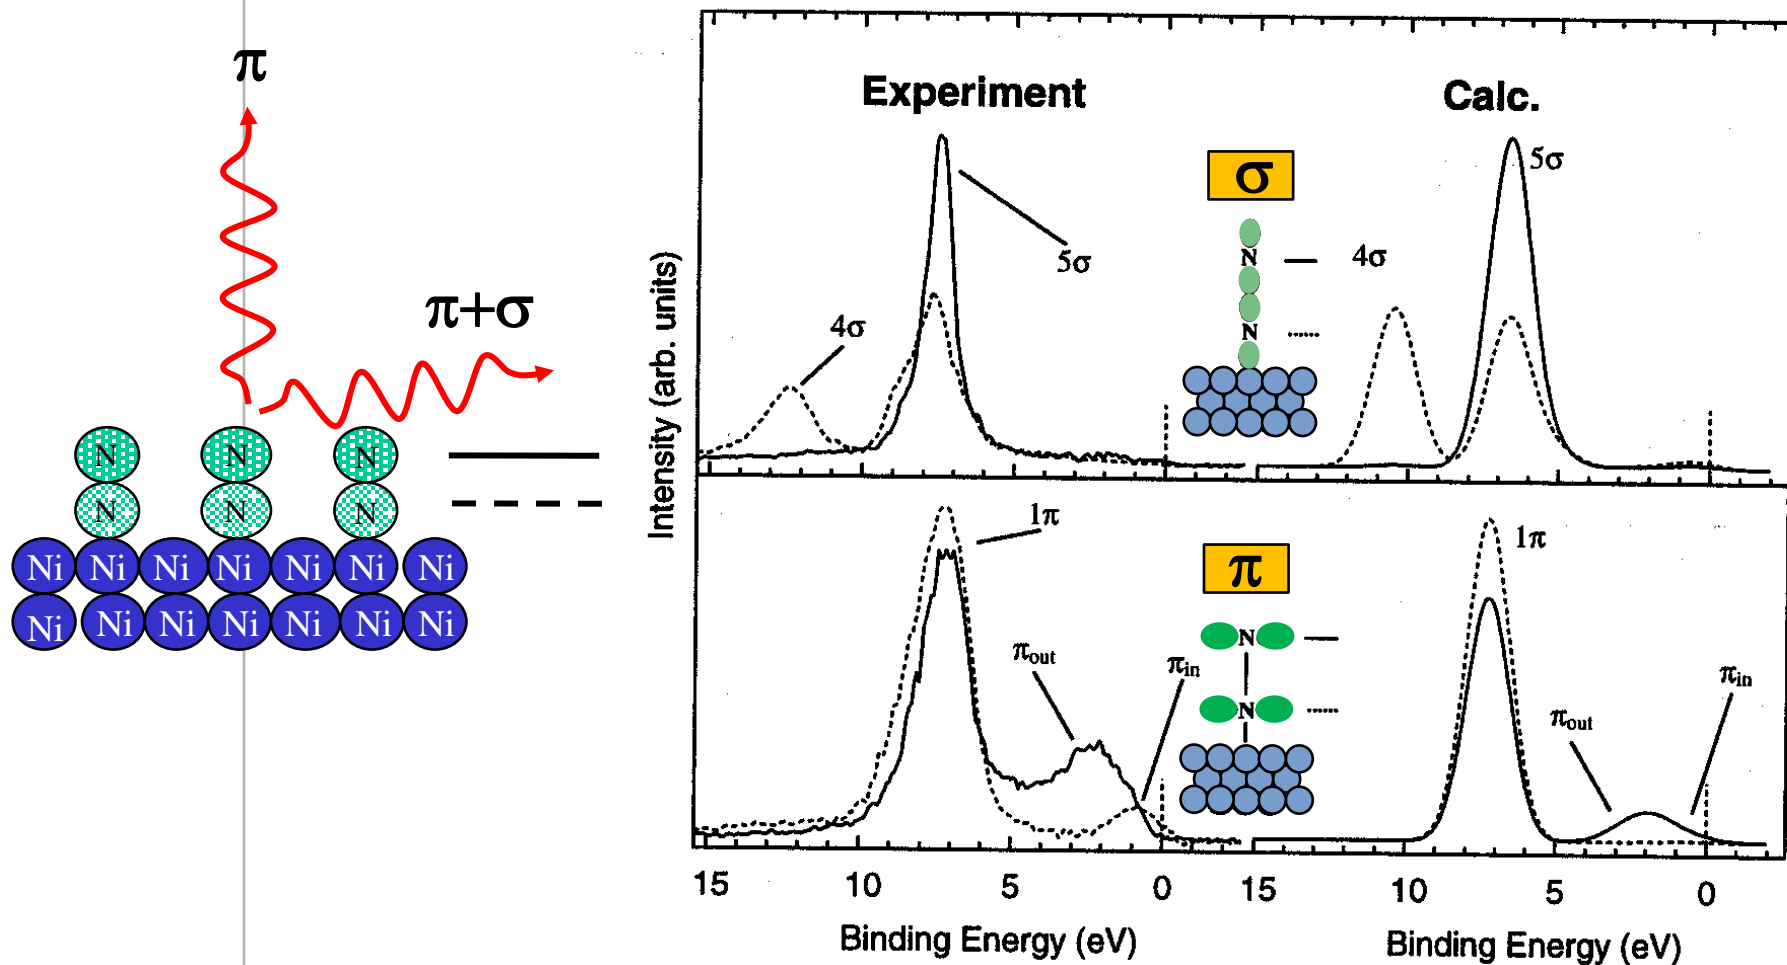 π
π+σ
N N N
N N N
Ni Ni Ni Ni Ni Ni Ni
Ni Ni Ni Ni Ni Ni Ni
Intensity (arb. units)
Experiment
Calc.
5σ
4σ
σ
N
N
4σ
5σ
1π
πout
πin
π
N
N
1π
πout
πin
15 10 5 0
15 10 5 0
Binding Energy (eV)
Binding Energy (eV)